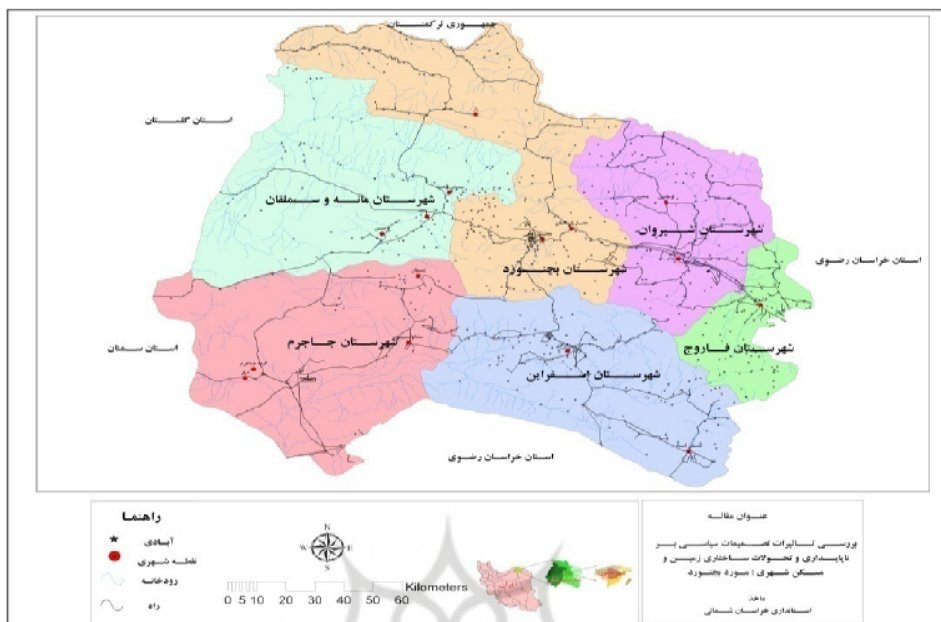 جمهوری ترکمنستان
استان گلستان
شهرستان مانه و سملقان
شهرستان شیروان
استان خراسان رضوی
شهرستان بجنورد
استان سمنان
شهرستان جاجرم
شهرستان فاروج
شهرستان اسفراین
استان خراسان رضوی
راهنما
آبادی
نقطه شهری
رودخانه
راه
N
W
E
S
Kilometers
0 5 10 20 30 40 50 60
عنوان مقاله
بررسی تاثیرات تصمیمات سیاسی بر
ناپایداری و تحولات ساختاری زمین و
مسکن شهری : مورد بجنورد
استانداری خراسان شمالی